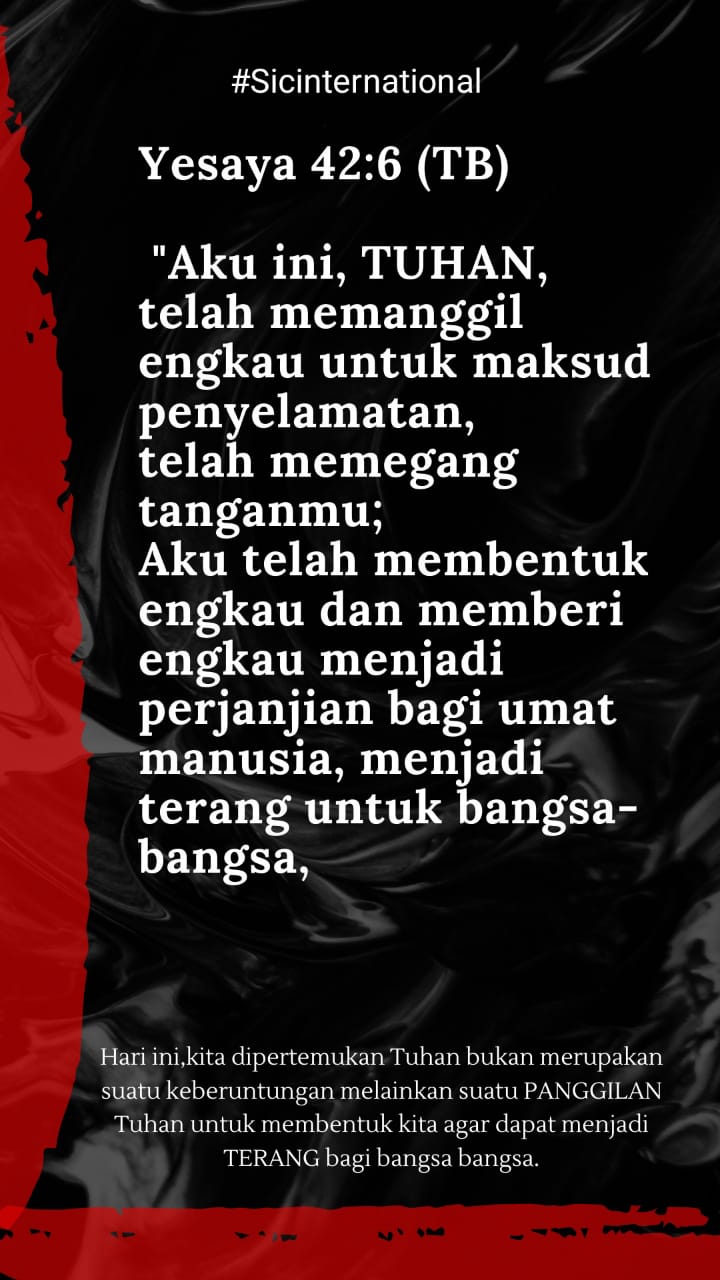 #Sicinternational
Yesaya 42:6 (TB)
"Aku ini, TUHAN,
telah memanggil
engkau untuk maksud
penyelamatan,
telah memegang
tanganmu;
Aku telah membentuk
engkau dan memberi
engkau menjadi
perjanjian bagi umat
manusia, menjadi
terang untuk bangsa-
bangsa,
Hari ini,kita dipertemukan Tuhan bukan merupakan
suatu keberuntungan melainkan suatu PANGGILAN
Tuhan untuk membentuk kita agar dapat menjadi
TERANG bagi bangsa bangsa.